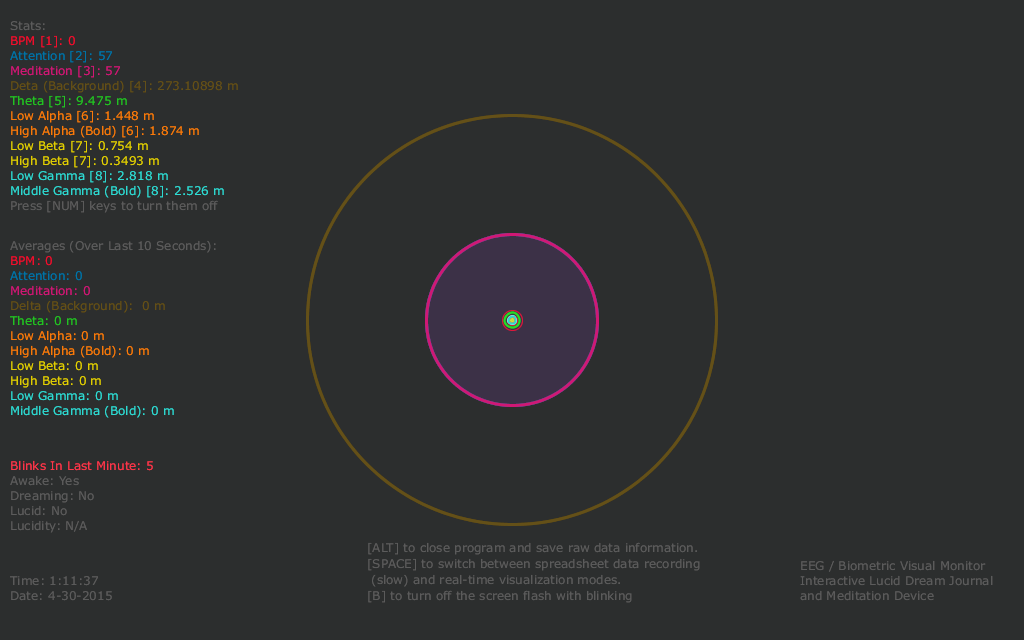 Stats:
BPM [1]: 0
Attention [2]: 57
Meditation [3]: 57
Deta (Background) [4]: 273.10898 m
Theta [5]: 9.475 m
Low Alpha [6]: 1.448 m
High Alpha (Bold) [6]: 1.874 m
Low Beta [7]: 0.754 m
High Beta [7]: 0.3493 m
Low Gamma [8]: 2.818 m
Middle Gamma (Bold) [8]: 2.526 m
Press [NUM] keys to turn them off
Averages (Over Last 10 Seconds):
BPM: 0
Attention: 0
Meditation: 0
Delta (Background):  0 m
Theta: 0 m
Low Alpha: 0 m
High Alpha (Bold): 0 m
Low Beta: 0 m
High Beta: 0 m
Low Gamma: 0 m
Middle Gamma (Bold): 0 m
Blinks In Last Minute: 5
Awake: Yes
Dreaming: No
Lucid: No
Lucidity: N/A
Time: 1:11:37
Date: 4-30-2015
[ALT] to close program and save raw data information.
[SPACE] to switch between spreadsheet data recording
(slow) and real-time visualization modes.
[B] to turn off the screen flash with blinking
EEG / Biometric Visual Monitor
Interactive Lucid Dream Journal
and Meditation Device